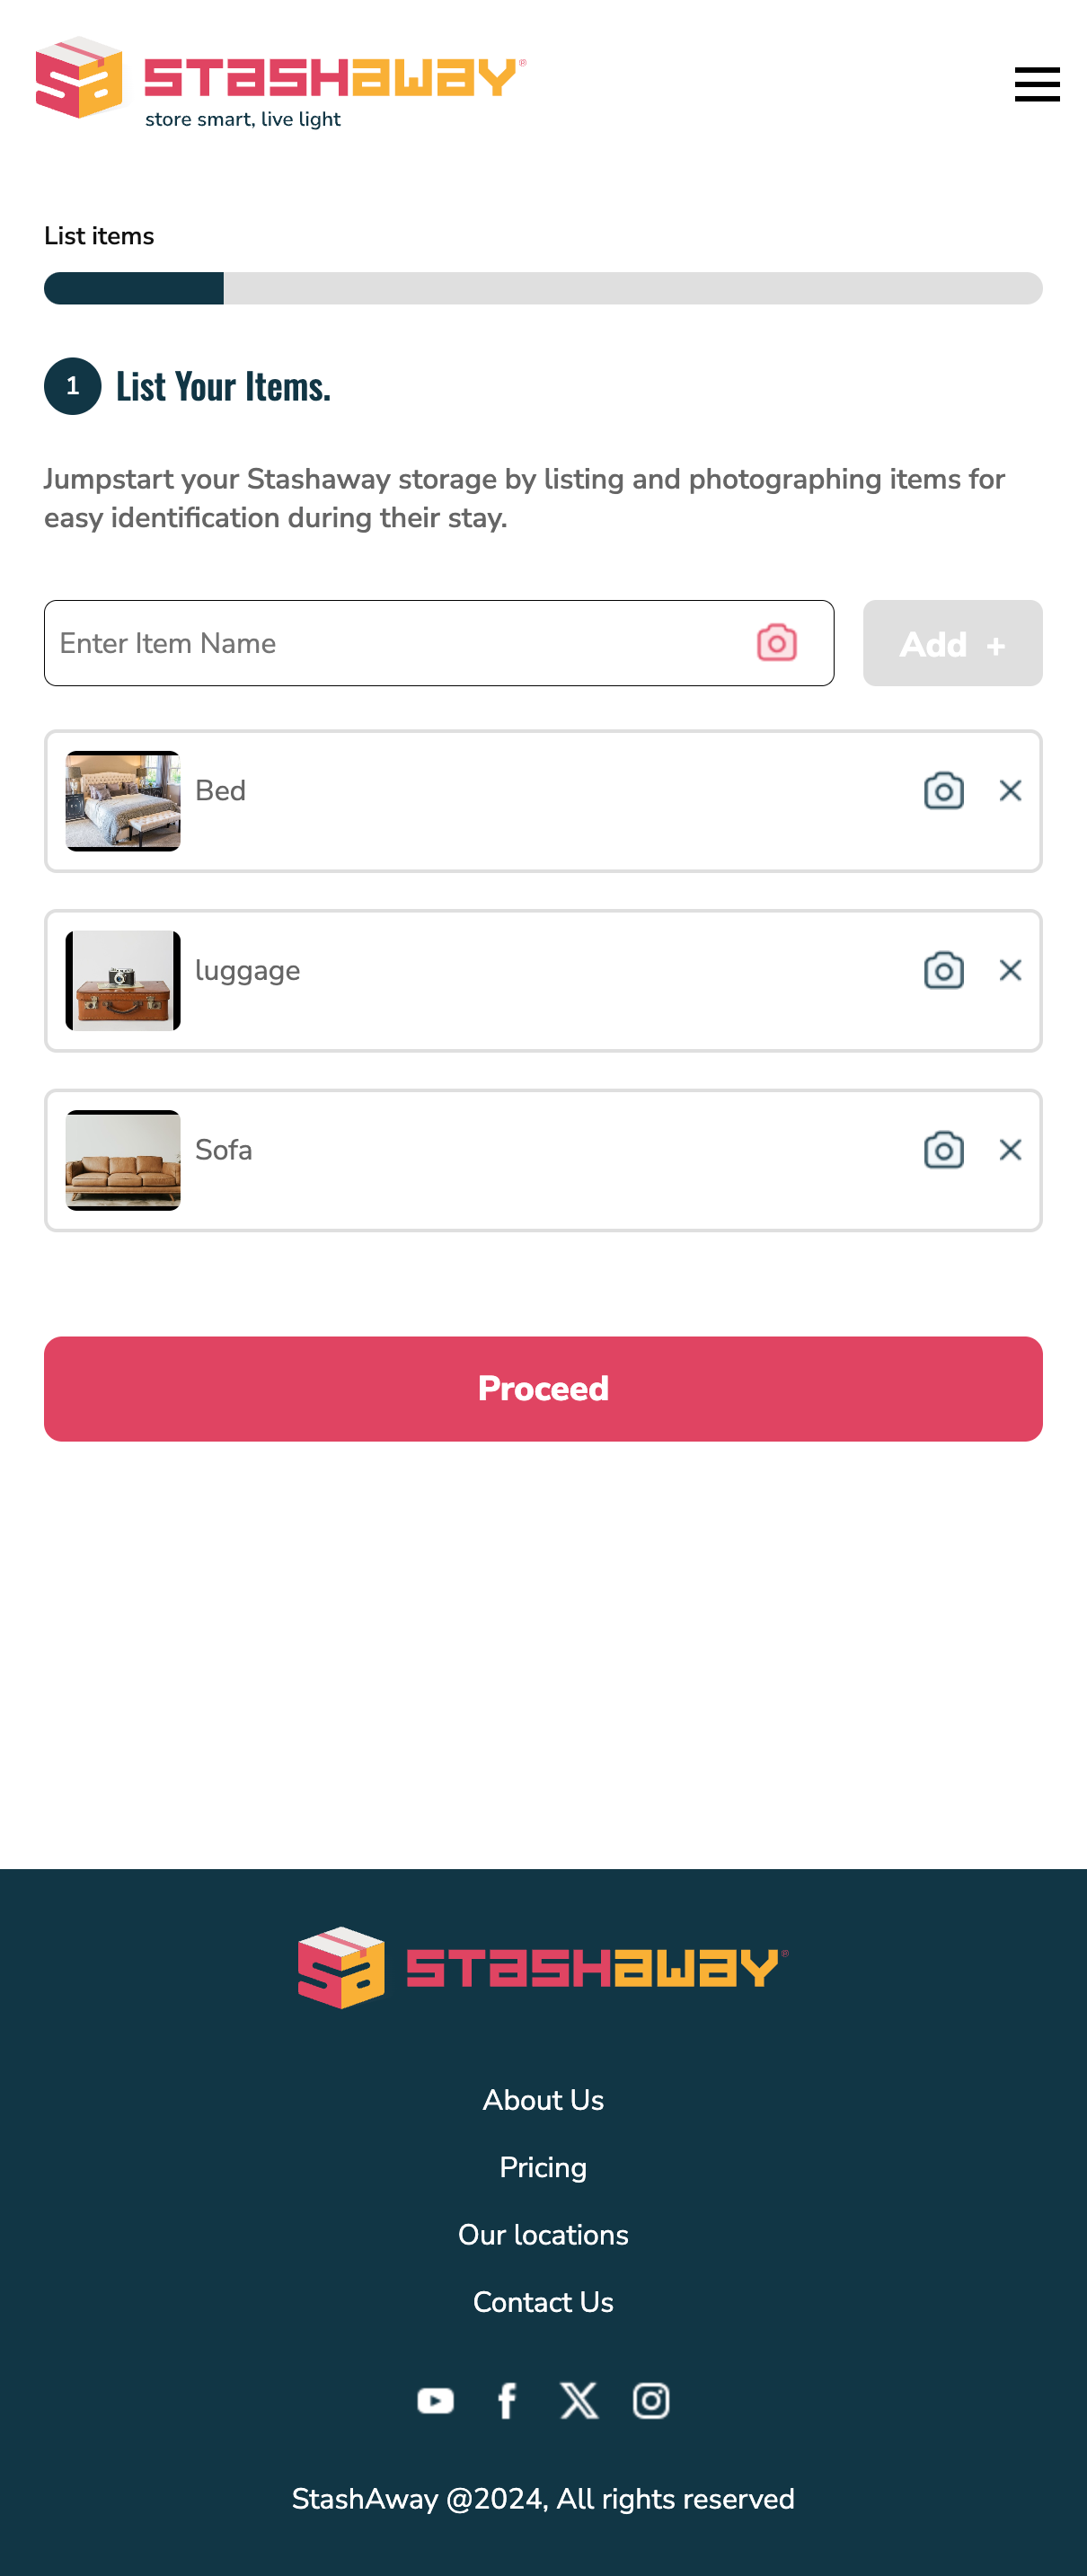 STASHAWAY®
store smart, live light
List items
1 List Your Items.
Jumpstart your Stashaway storage by listing and photographing items for
easy identification during their stay.
Enter Item Name
Add +
Bed
luggage
Sofa
Proceed
STASHAWAY®
About Us
Pricing
Our locations
Contact Us
StashAway @2024, All rights reserved